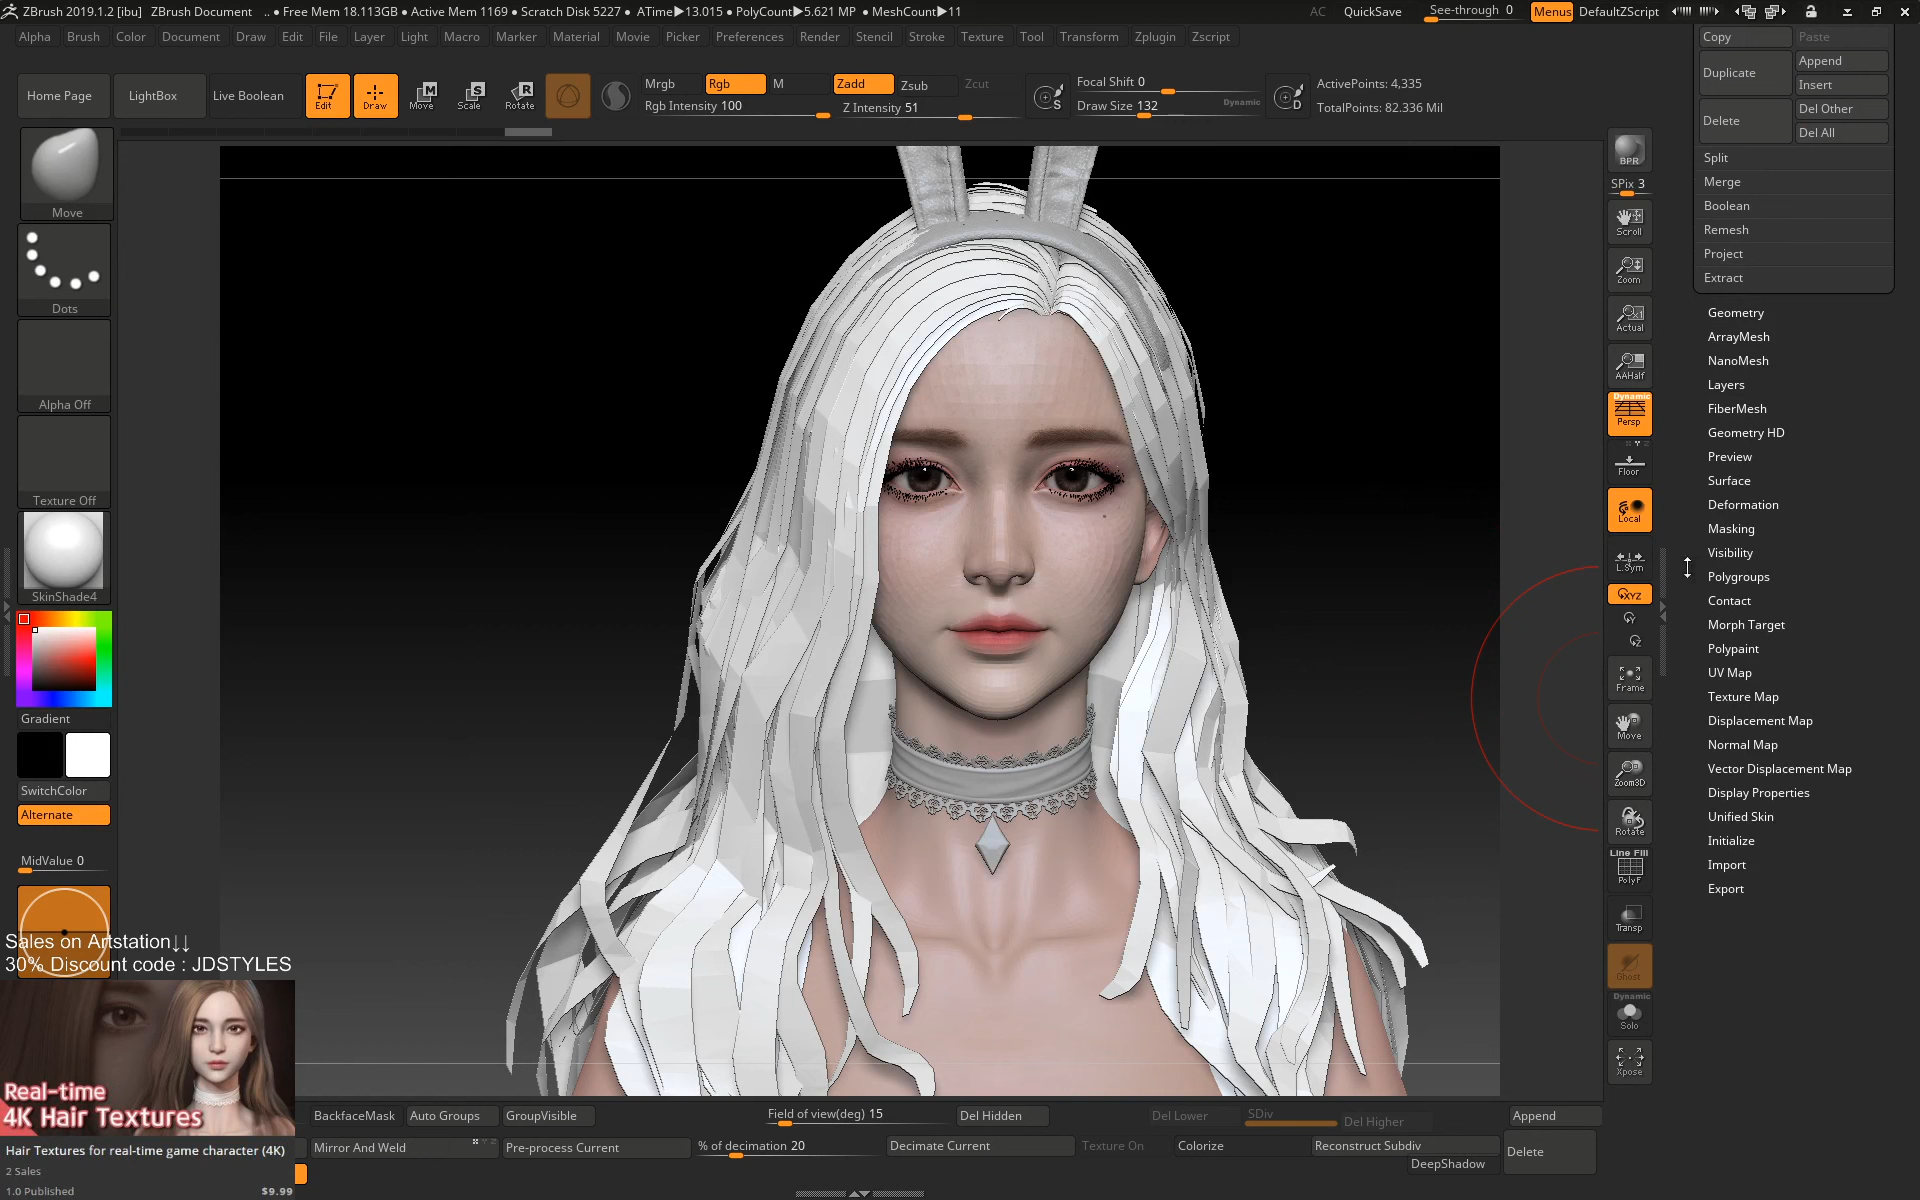 ZBrush 2019.1.2 [ibu] ZBrush Document .. ● Free Mem 18.113GB ● Active Mem 1169 ● Scratch Disk 5227 ● ATime▶13.015 ● PolyCount▶5.621 MP ● MeshCount▶11 AC QuickSave See-through 0 Menus DefaultZScript
Alpha Brush Color Document Draw Edit File Layer Light Macro Marker Material Movie Picker Preferences Render Stencil Stroke Texture Tool Transform Zplugin Zscript
Home Page LightBox Live Boolean Edit Draw Move Scale Rotate
Mrgb Rgb M Zadd Zsub Zcut
Rgb Intensity 100 Z Intensity 51
Focal Shift 0
Draw Size 132 Dynamic
ActivePoints: 4,335
TotalPoints: 82.336 Mil
Move
Dots
Alpha Off
Texture Off
SkinShade4
Gradient
SwitchColor
Alternate
MidValue 0
Sales on Artstation↓↓
30% Discount code : JDSTYLES
Real-time
4K Hair Textures
Hair Textures for real-time game character (4K)
2 Sales
1.0 Published $9.99
BPR
SPix 3
Scroll
Zoom
Actual
AAHalf
Dynamic
Persp
Floor
Local
L.Sym
XYZ
Y
Z
Frame
Move
Zoom3D
Rotate
Line Fill
PolyF
Transp
Ghost
Dynamic
Solo
Xpose
Copy Paste
Duplicate Append
Insert
Delete Del Other
Del All
Split
Merge
Boolean
Remesh
Project
Extract
Geometry
ArrayMesh
NanoMesh
Layers
FiberMesh
Geometry HD
Preview
Surface
Deformation
Masking
Visibility
Polygroups
Contact
Morph Target
Polypaint
UV Map
Texture Map
Displacement Map
Normal Map
Vector Displacement Map
Display Properties
Unified Skin
Initialize
Import
Export
BackfaceMask Auto Groups GroupVisible Field of view(deg) 15 Del Hidden Del Lower SDiv Del Higher Append
Mirror And Weld Pre-process Current % of decimation 20 Decimate Current Texture On Colorize Reconstruct Subdiv Delete
DeepShadow